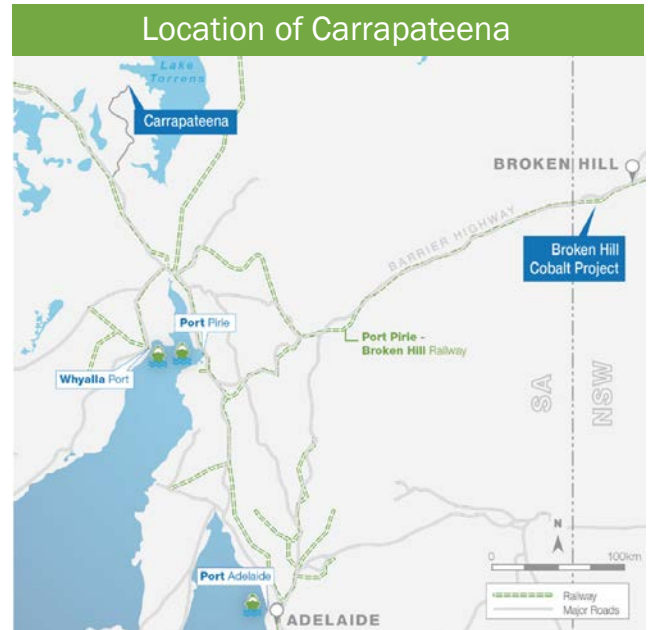 Location of Carrapateena
Lake
Torrens
Carrapateena
BROKEN HILL
BARRIER HIGHWAY
Broken Hill
Cobalt Project
Port Pirie
Port Pirie -
Broken Hill Railway
Whyalla Port
SA
NSW
N
0
100km
Port Adelaide
Railway
Major Roads
ADELAIDE